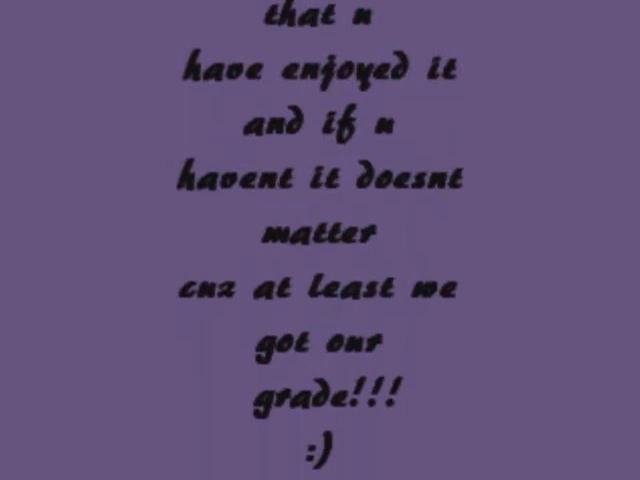 that u
have enjoyed it
and if u
havent it doesnt
matter
cuz at least we
got our
grade!!!
:)